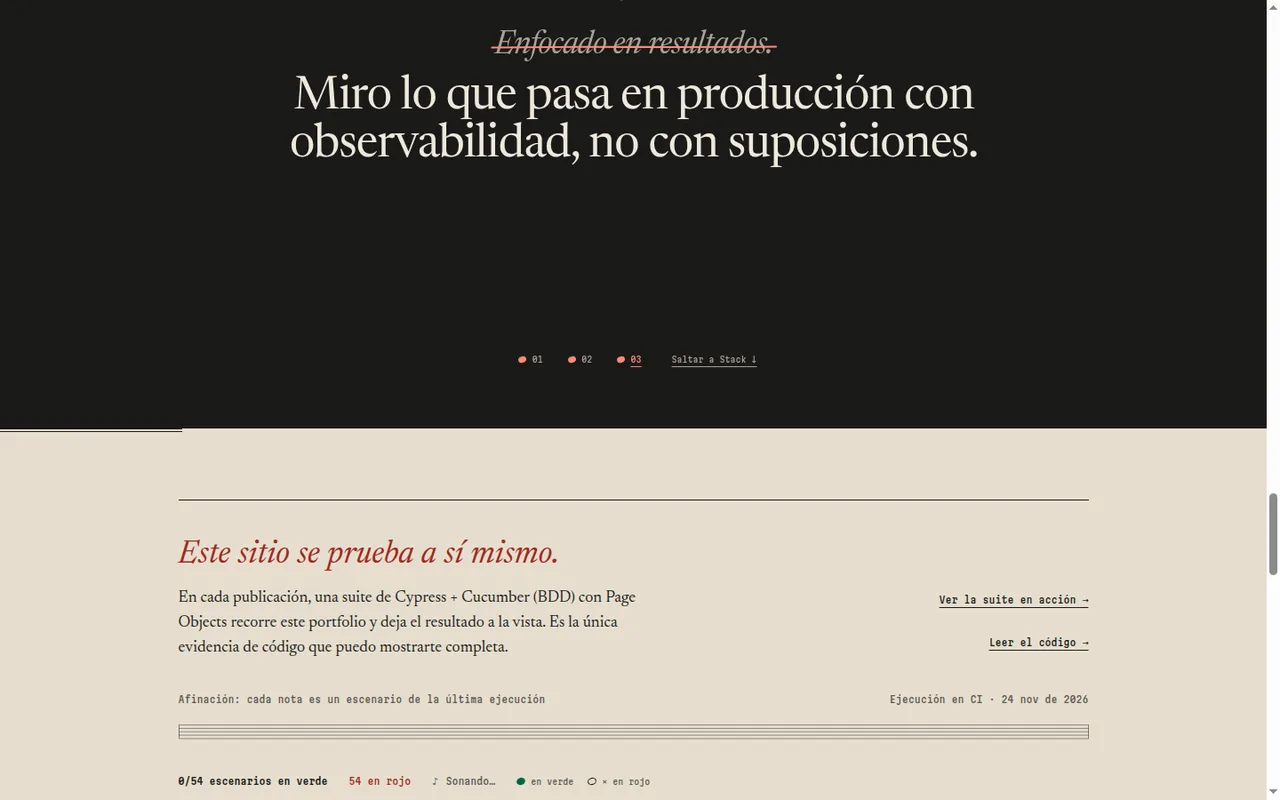 Enfocado en resultados.
Miro lo que pasa en producción con
observabilidad, no con suposiciones.
01 02 03 Saltar a Stack ↓
Este sitio se prueba a sí mismo.
En cada publicación, una suite de Cypress + Cucumber (BDD) con Page
Objects recorre este portfolio y deja el resultado a la vista. Es la única
evidencia de código que puedo mostrarte completa.
Ver la suite en acción →
Leer el código →
Afinación: cada nota es un escenario de la última ejecución
Ejecución en CI · 24 nov de 2026
0/54 escenarios en verde 54 en rojo ♪ Sonando… en verde × en rojo